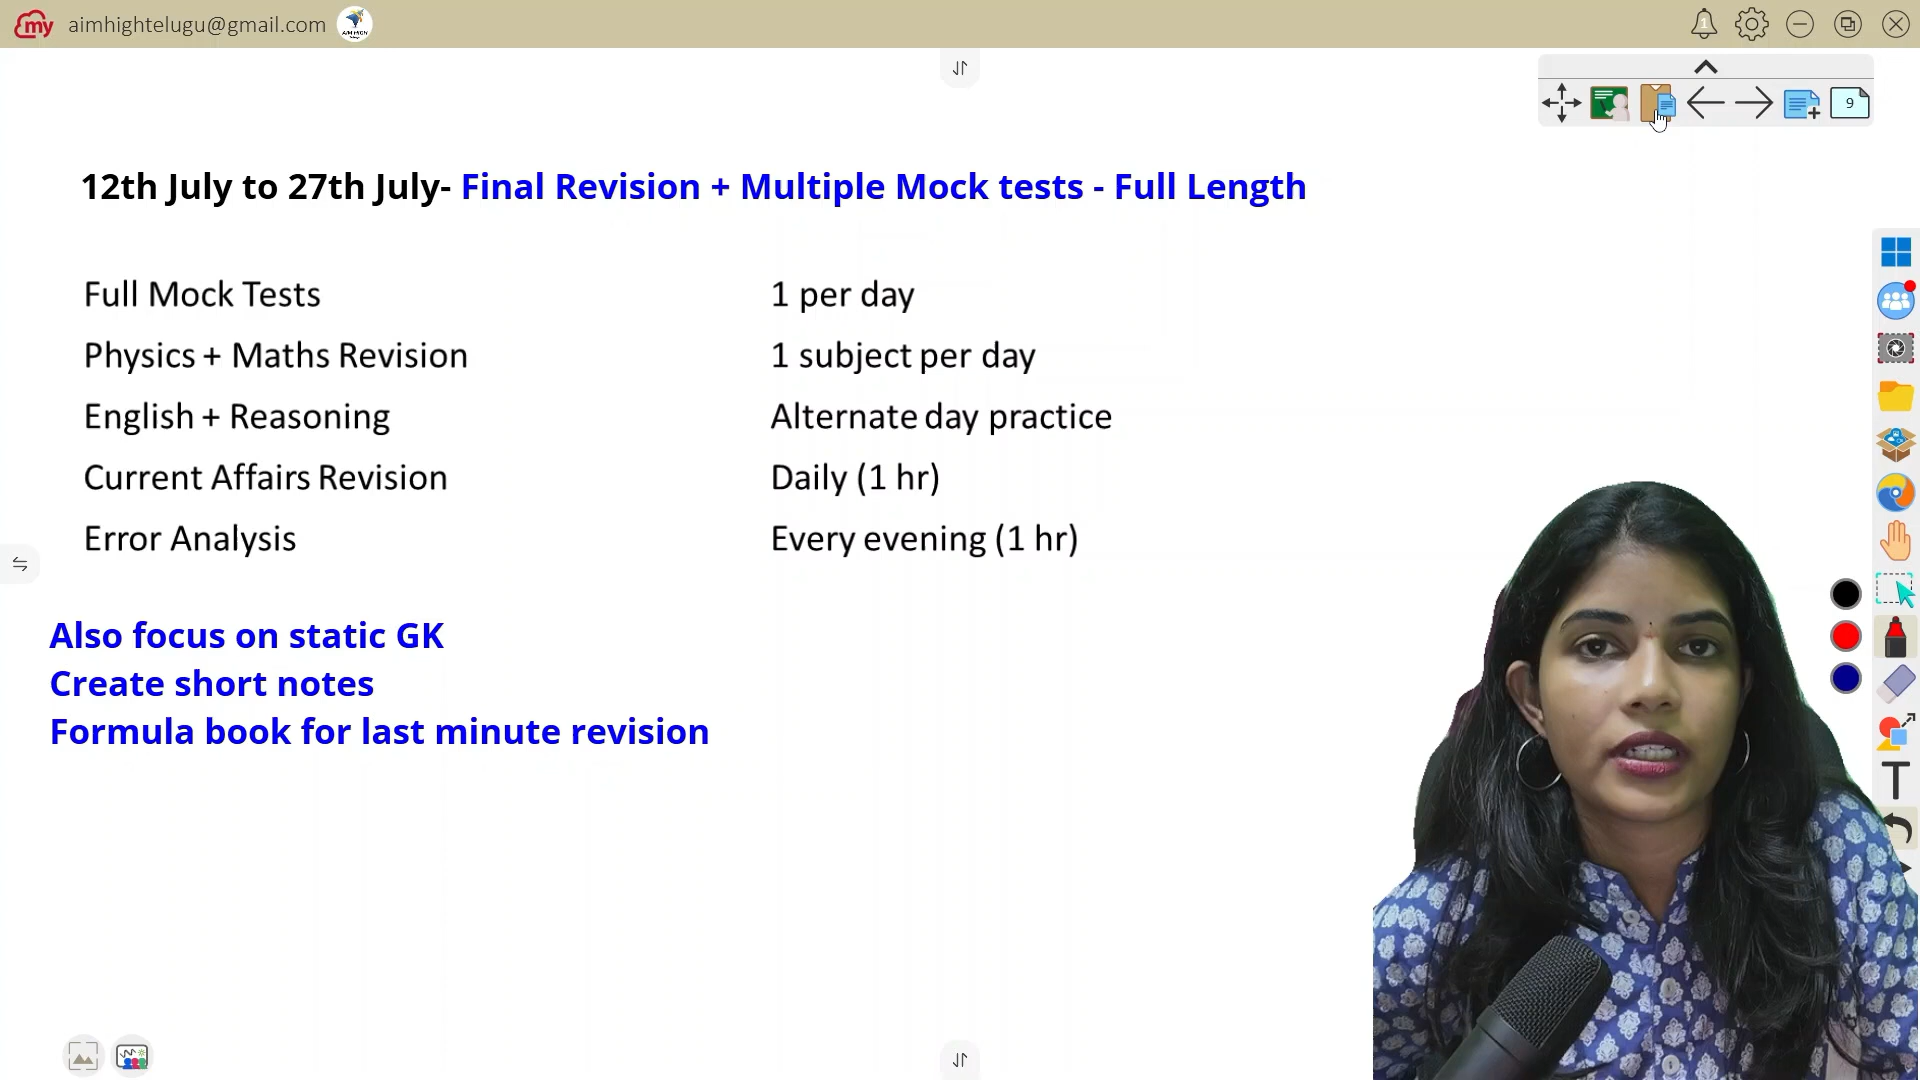 my aimhightelugu@gmail.com
12th July to 27th July- Final Revision + Multiple Mock tests - Full Length
Full Mock Tests 1 per day
Physics + Maths Revision 1 subject per day
English + Reasoning Alternate day practice
Current Affairs Revision Daily (1 hr)
Error Analysis Every evening (1 hr)
Also focus on static GK
Create short notes
Formula book for last minute revision
9
1
T